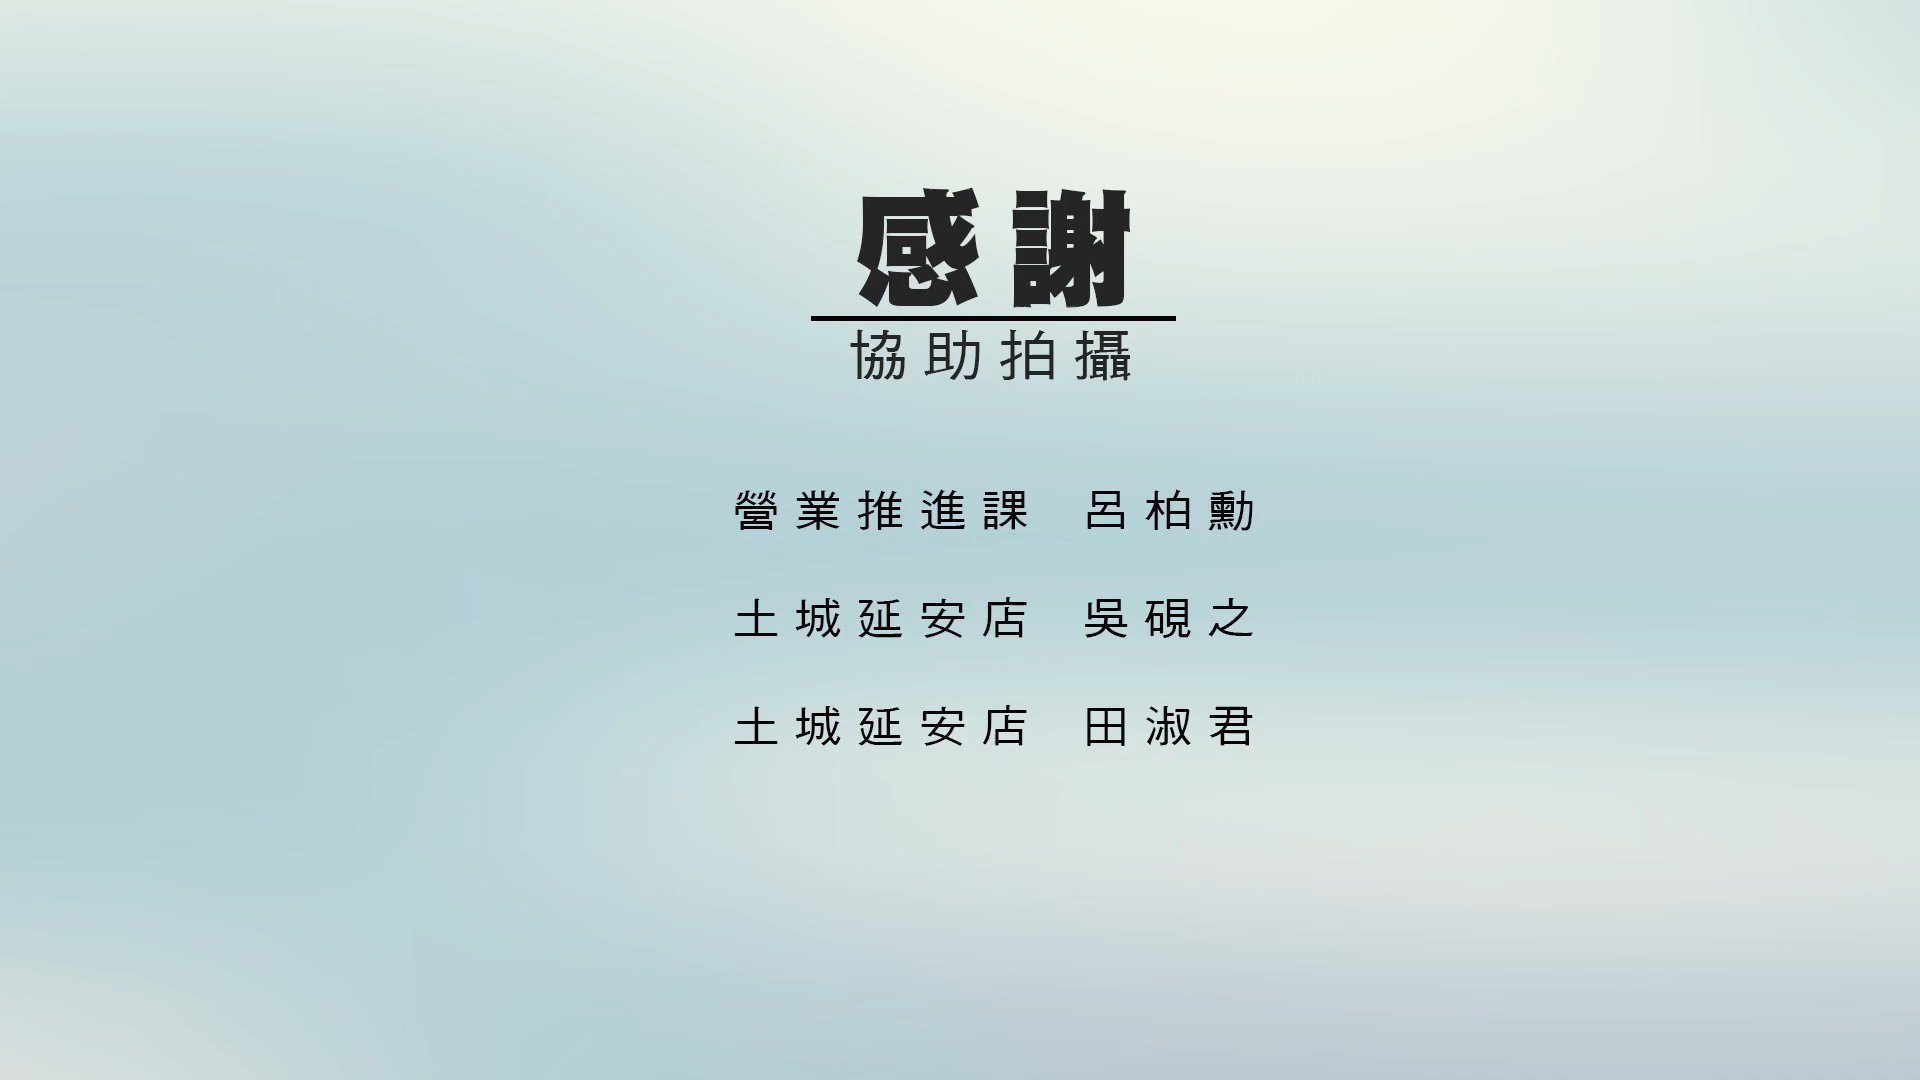 感謝
協助拍攝
營業推進課 呂柏勳
土城延安店 吳硯之
土城延安店 田淑君